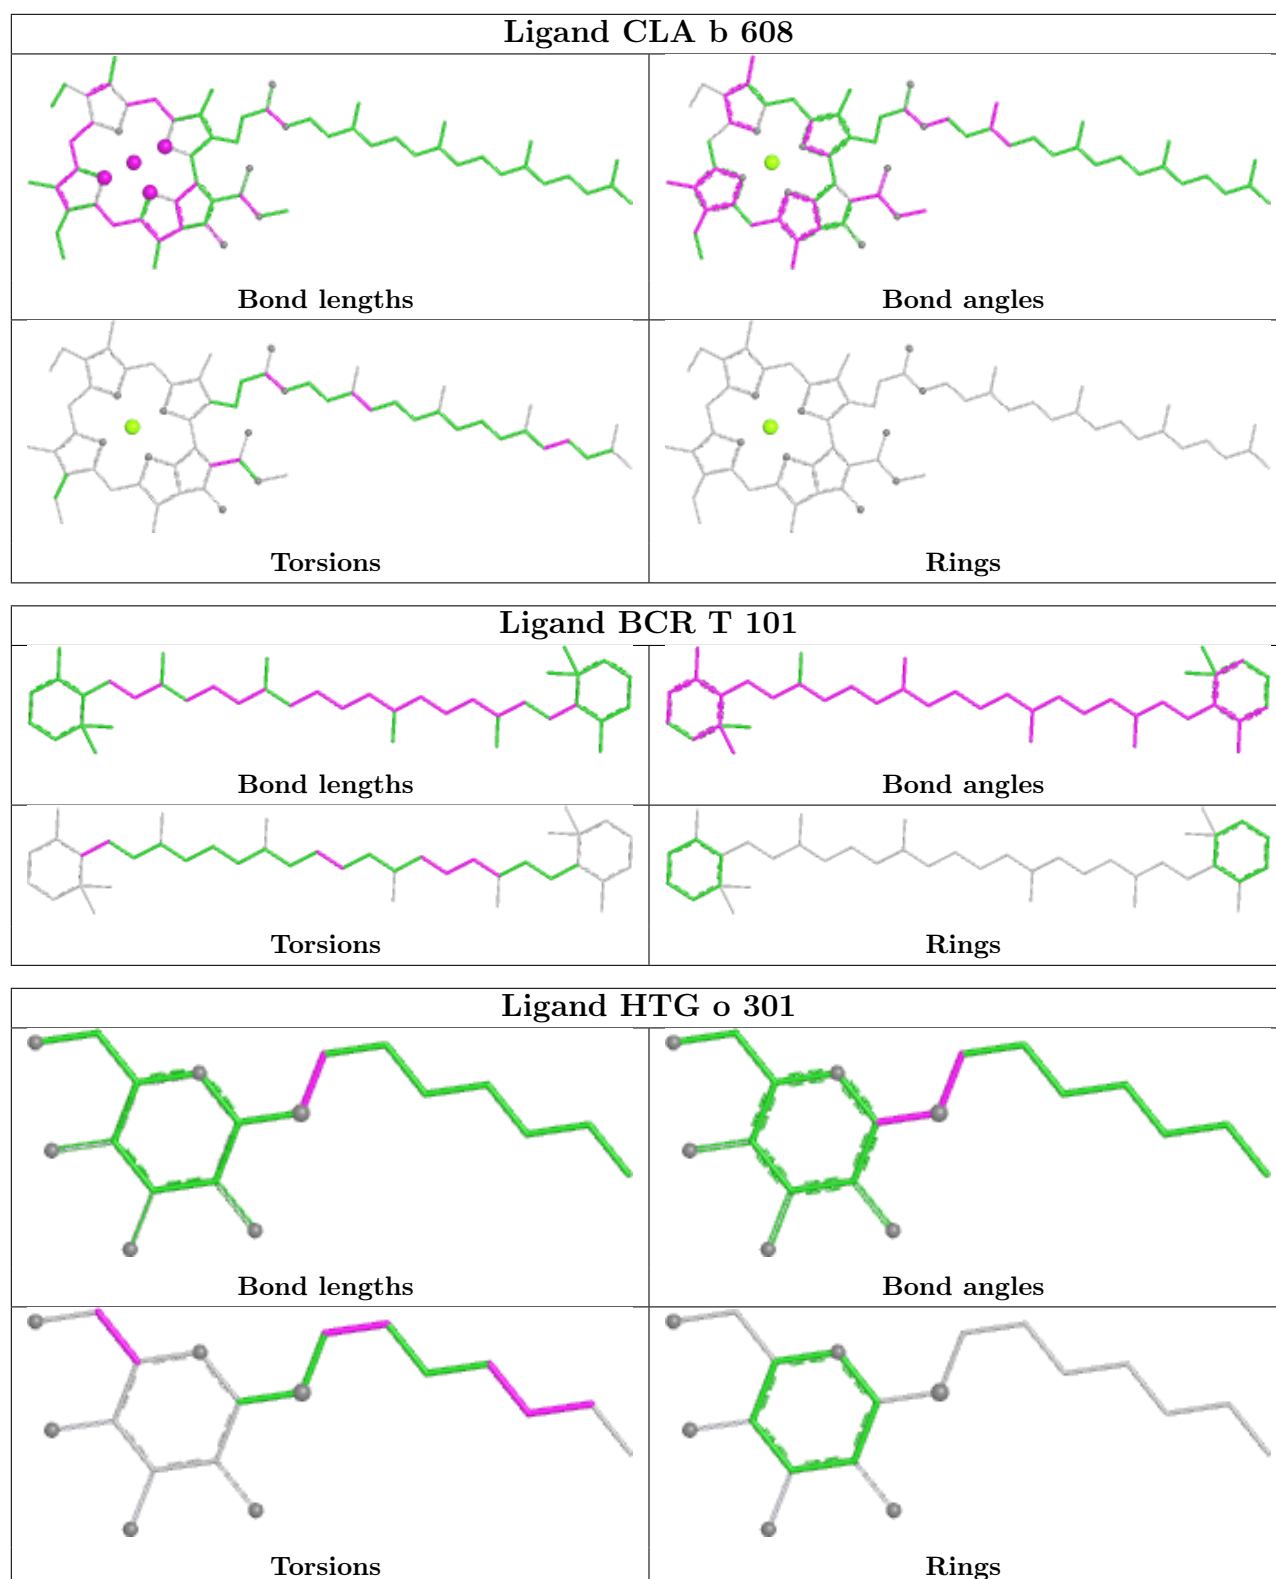 Ligand CLA b 608
Bond lengths
Bond angles
Torsions
Rings
Ligand BCR T 101
Bond lengths
Bond angles
Torsions
Rings
Ligand HTG o 301
Bond lengths
Bond angles
Torsions
Rings